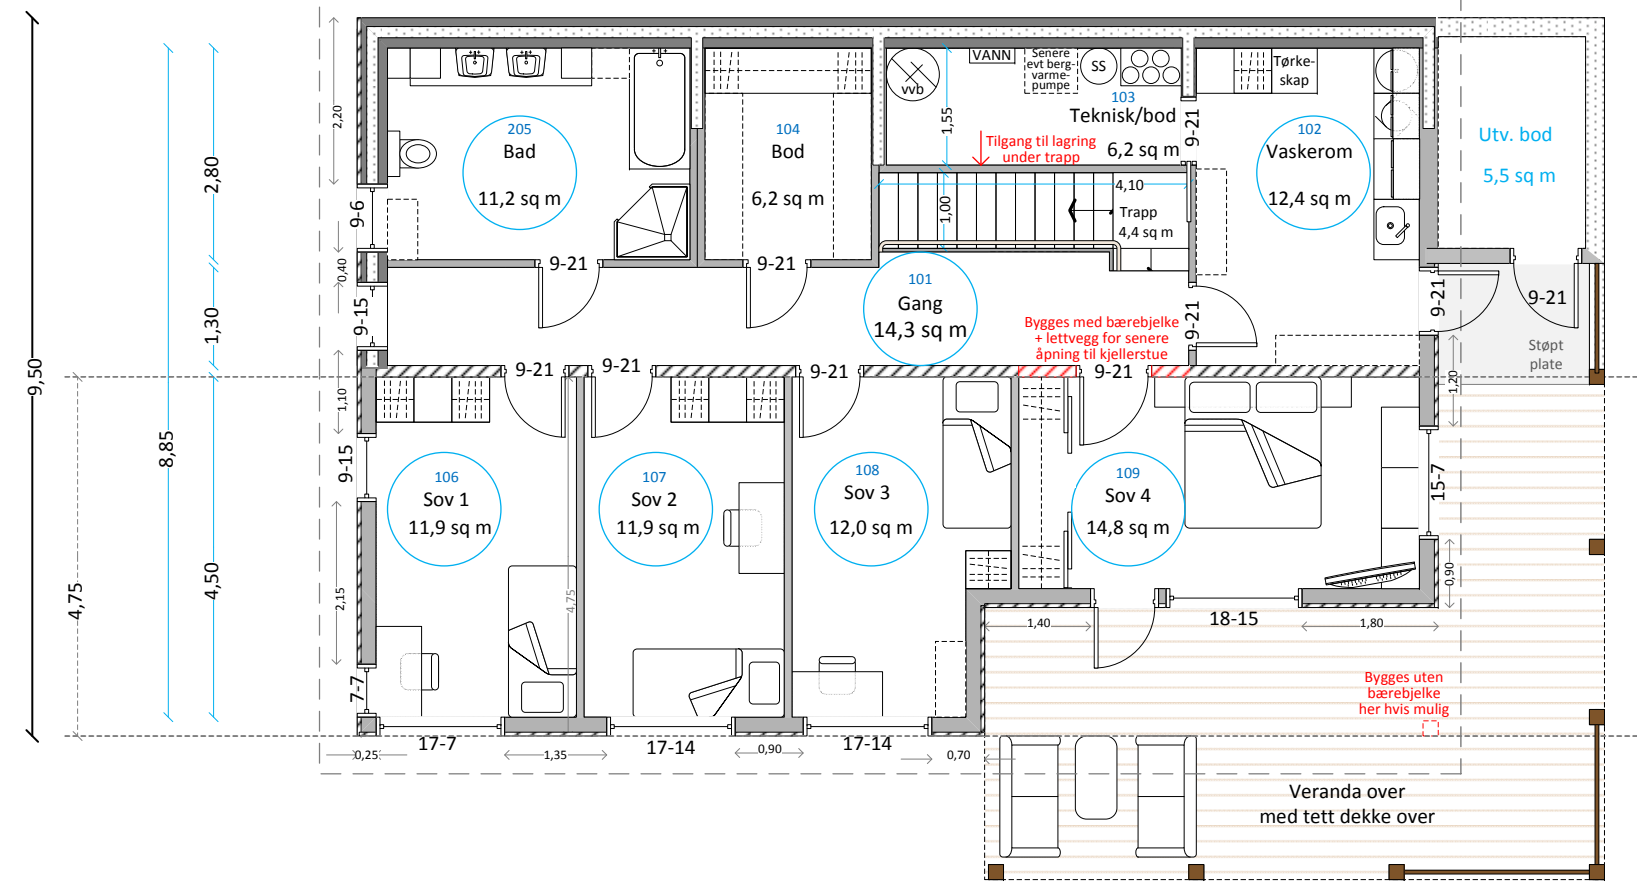 VANN
Senere
evt berg-
varme-
pumpe
SS
vvb
Tørke-
skap
103
Teknisk/bod
6,2 sq m
Tilgang til lagring
under trapp
205
Bad
11,2 sq m
104
Bod
6,2 sq m
102
Vaskerom
12,4 sq m
Utv. bod
5,5 sq m
2,20
2,80
1,55
9-21
4,10
1,00
Trapp
4,4 sq m
9-6
0,40
9-21
9-21
101
Gang
14,3 sq m
9-15
1,30
Bygges med bærebjelke
+ lettvegg for senere
åpning til kjellerstue
9-21
9-21
9-21
Støpt
plate
9,50
8,85
4,75
4,50
1,10
9-21
9-21
9-21
9-21
1,20
9-15
106
Sov 1
11,9 sq m
107
Sov 2
11,9 sq m
108
Sov 3
12,0 sq m
109
Sov 4
14,8 sq m
15-7
2,15
4,75
0,90
7-7
1,40
18-15
1,80
Bygges uten
bærebjelke
her hvis mulig
0,25
17-7
1,35
17-14
0,90
17-14
0,70
Veranda over
med tett dekke over